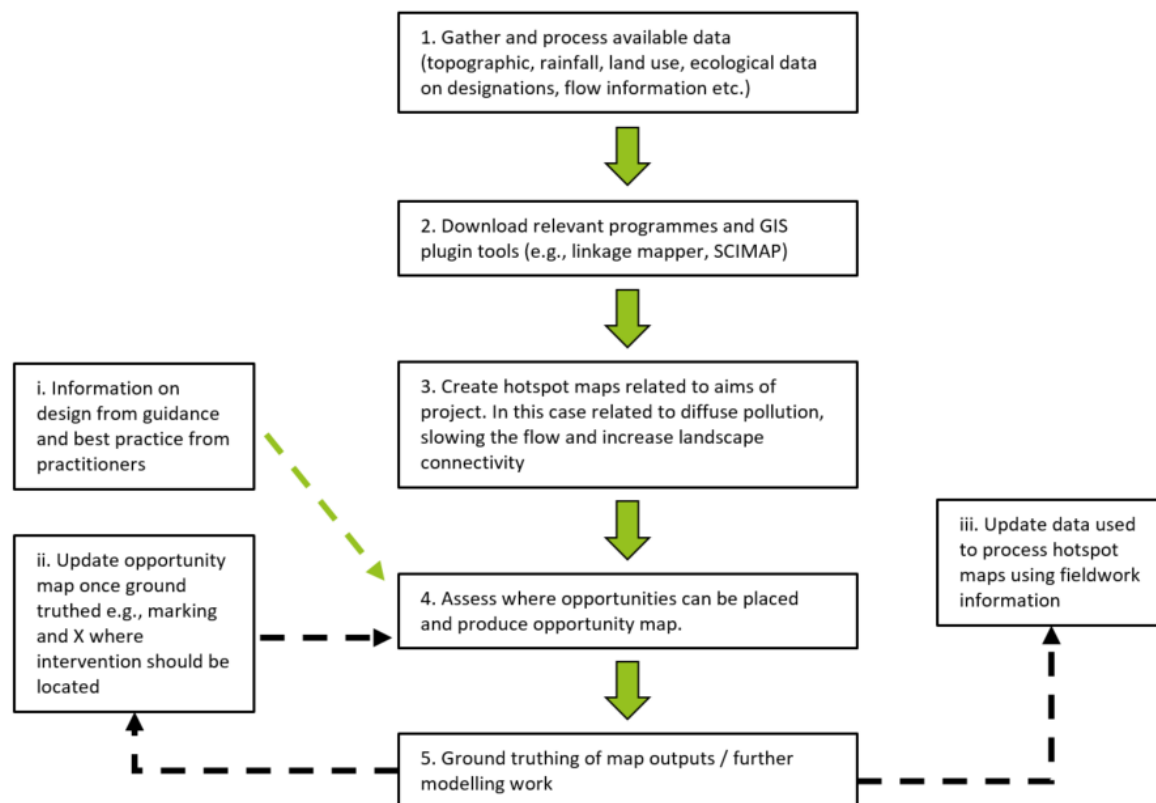 1. Gather and process available data
(topographic, rainfall, land use, ecological data
on designations, flow information etc.)
2. Download relevant programmes and GIS
plugin tools (e.g., linkage mapper, SCIMAP)
3. Create hotspot maps related to aims of
project. In this case related to diffuse pollution,
slowing the flow and increase landscape
connectivity
i. Information on
design from guidance
and best practice from
practitioners
ii. Update opportunity
map once ground
truthed e.g., marking
and X where
intervention should be
located
4. Assess where opportunities can be placed
and produce opportunity map.
iii. Update data used
to process hotspot
maps using fieldwork
information
5. Ground truthing of map outputs / further
modelling work